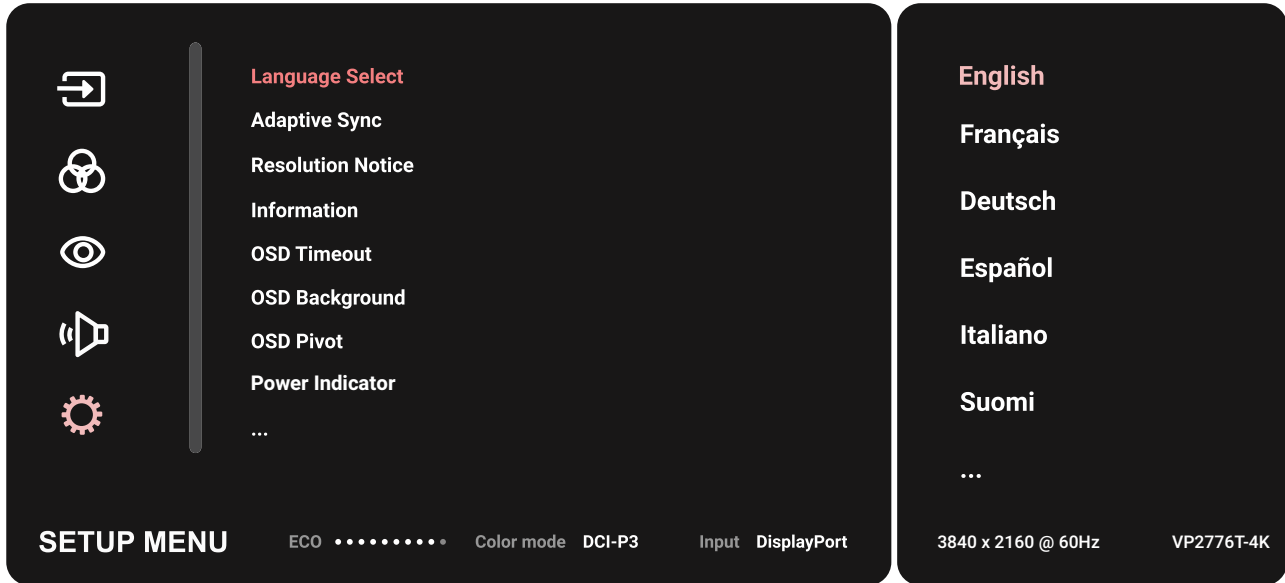 Language Select
Adaptive Sync
Resolution Notice
Information
OSD Timeout
OSD Background
OSD Pivot
Power Indicator
...
English
Français
Deutsch
Español
Italiano
Suomi
...
SETUP MENU ECO Color mode DCI-P3 Input DisplayPort 3840 x 2160 @ 60Hz VP2776T-4K